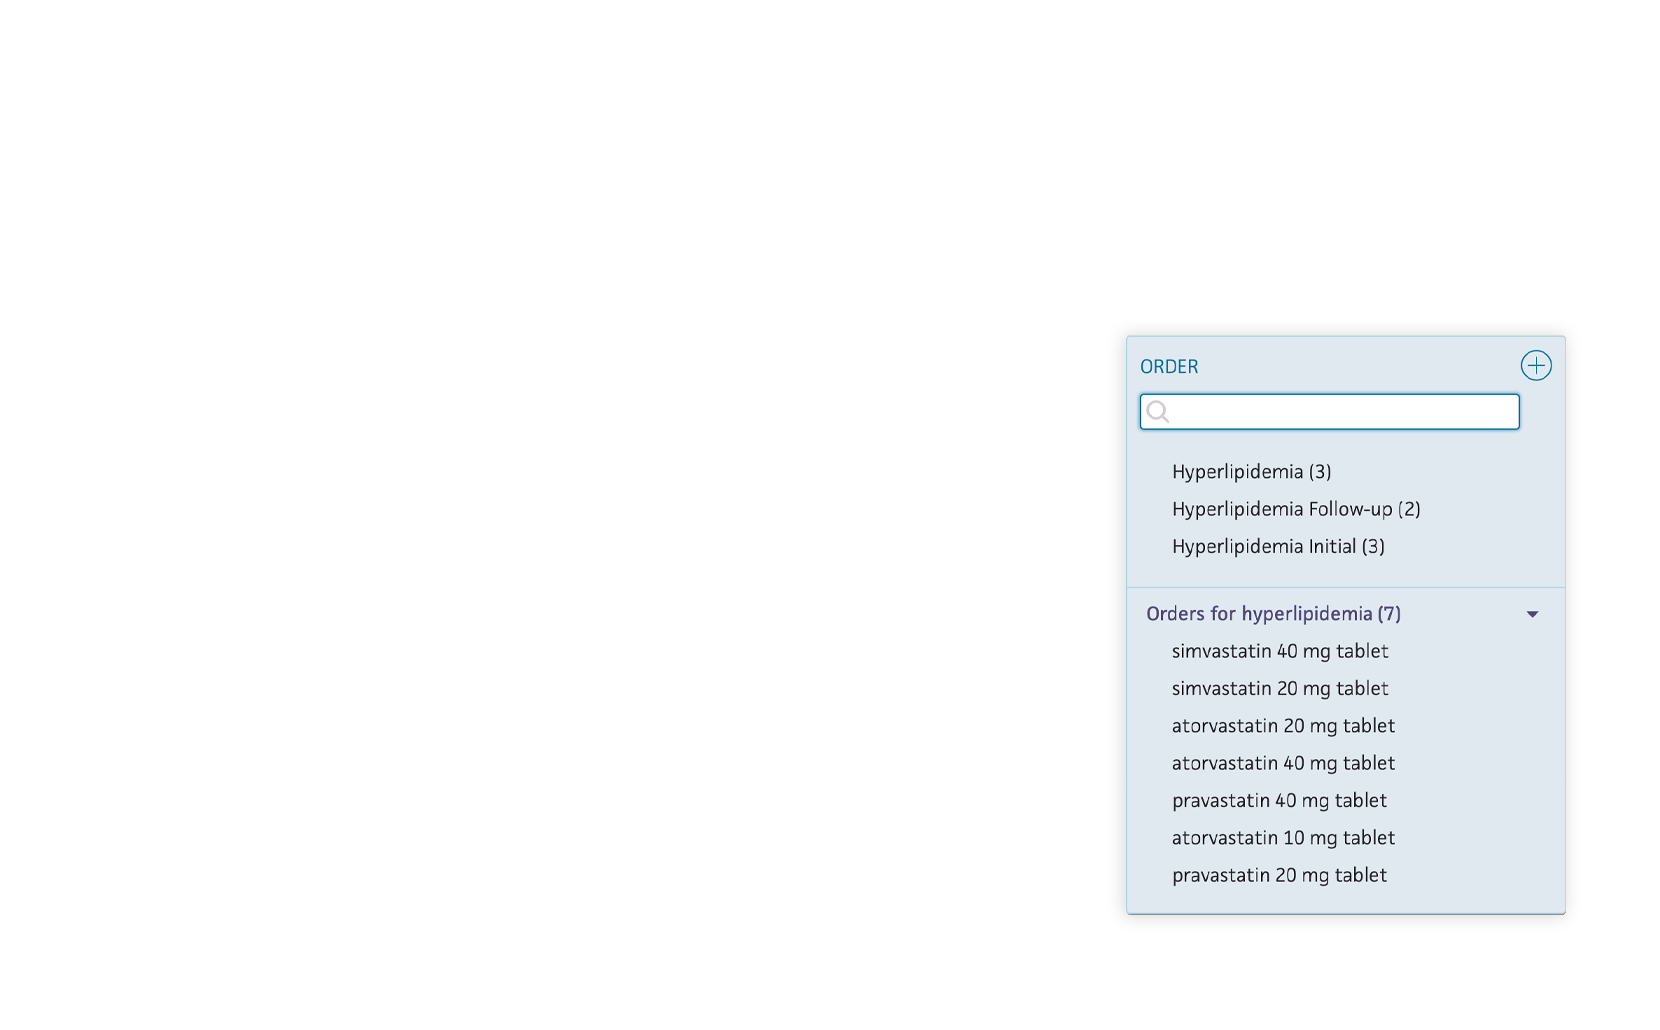 ORDER
Hyperlipidemia (3)
Hyperlipidemia Follow-up (2)
Hyperlipidemia Initial (3)
Orders for hyperlipidemia (7)
simvastatin 40 mg tablet
simvastatin 20 mg tablet
atorvastatin 20 mg tablet
atorvastatin 40 mg tablet
pravastatin 40 mg tablet
atorvastatin 10 mg tablet
pravastatin 20 mg tablet